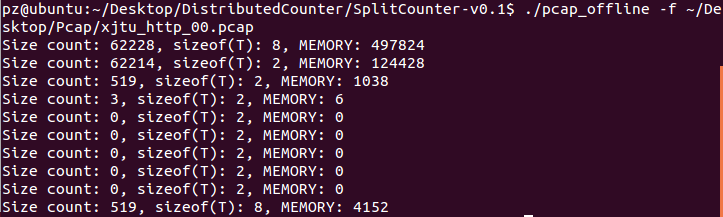 pz@ubuntu:~/Desktop/DistributedCounter/SplitCounter-v0.1$ ./pcap_offline -f ~/De
sktop/Pcap/xjtu_http_00.pcap
Size count: 62228, sizeof(T): 8, MEMORY: 497824
Size count: 62214, sizeof(T): 2, MEMORY: 124428
Size count: 519, sizeof(T): 2, MEMORY: 1038
Size count: 3, sizeof(T): 2, MEMORY: 6
Size count: 0, sizeof(T): 2, MEMORY: 0
Size count: 0, sizeof(T): 2, MEMORY: 0
Size count: 0, sizeof(T): 2, MEMORY: 0
Size count: 0, sizeof(T): 2, MEMORY: 0
Size count: 0, sizeof(T): 2, MEMORY: 0
Size count: 519, sizeof(T): 8, MEMORY: 4152